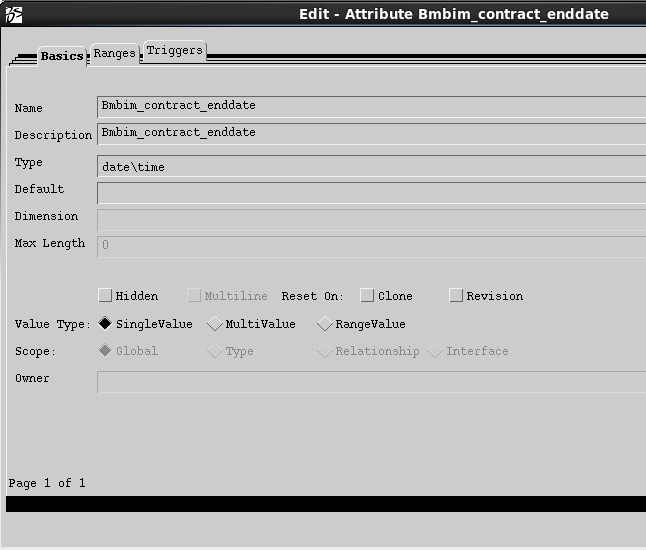 Edit - Attribute Bmbim_contract_enddate
Basics Ranges Triggers
Name Bmbim_contract_enddate
Description Bmbim_contract_enddate
Type date\time
Default
Dimension
Max Length 0
Hidden Multiline Reset On: Clone Revision
Value Type: SingleValue MultiValue RangeValue
Scope: Global Type Relationship Interface
Owner
Page 1 of 1